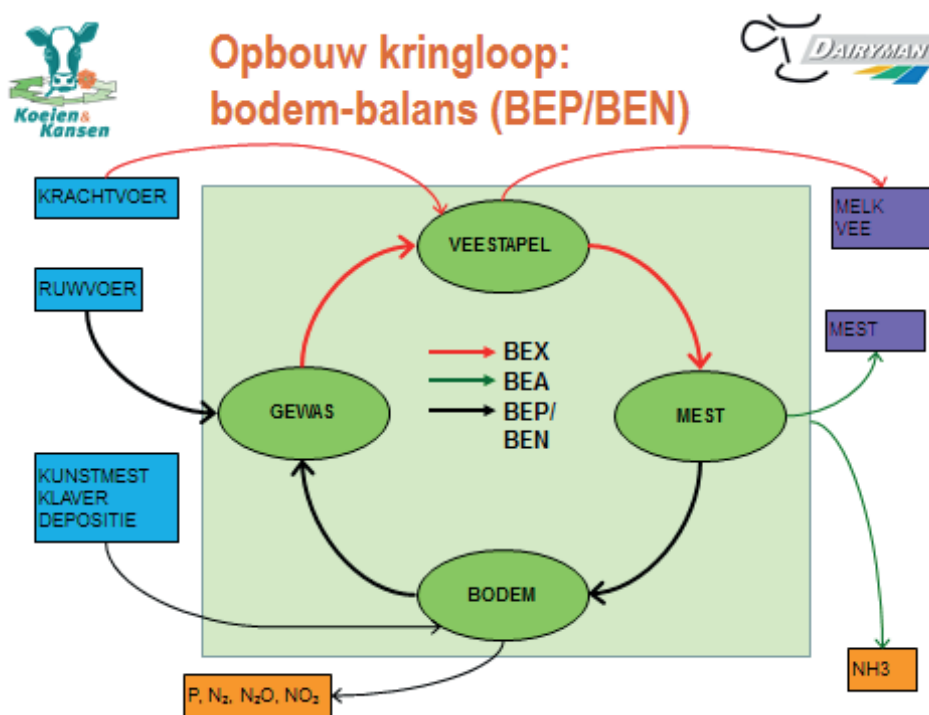 Koeien &
Kansen
Opbouw kringloop:
bodem-balans (BEP/BEN)
DAIRYMAN
KRACHTVOER
VEESTAPEL
MELK
VEE
RUWVOER
MEST
BEX
BEA
BEP/
BEN
GEWAS
MEST
KUNSTMEST
KLAVER
DEPOSITIE
BODEM
P, N₂, N₂O, NO₃
NH3